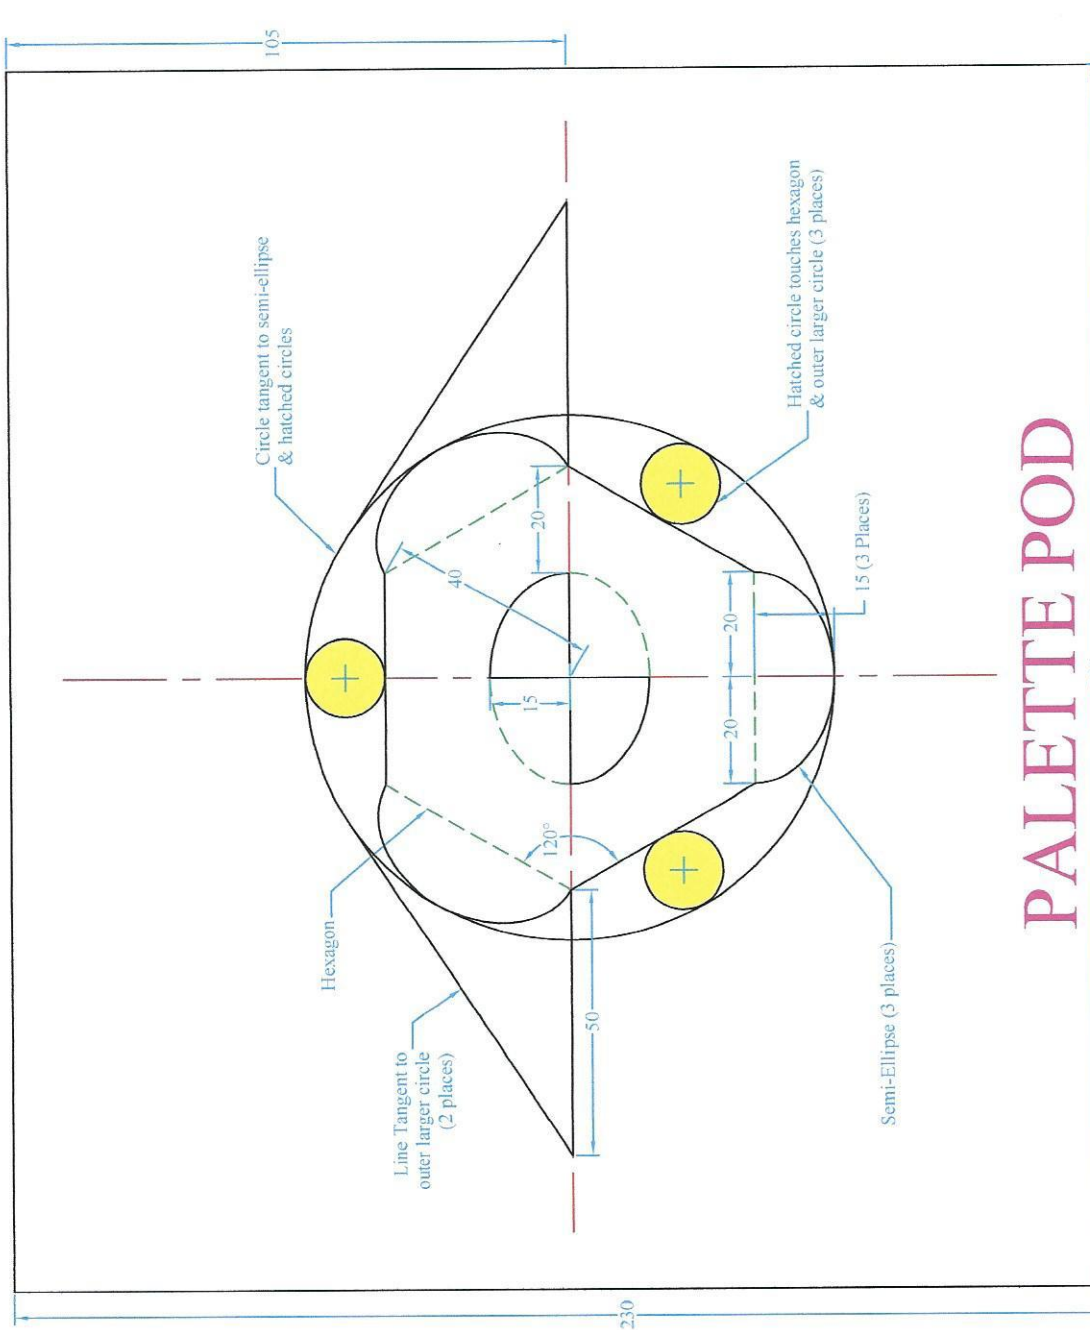 105
Circle tangent to semi-ellipse
& hatched circles
Hatched circle touches hexagon
& outer larger circle (3 places)
20
40
15
20
20
15 (3 Places)
120°
Hexagon
Line Tangent to
outer larger circle
(2 places)
50
Semi-Ellipse (3 places)
230
PALETTE POD